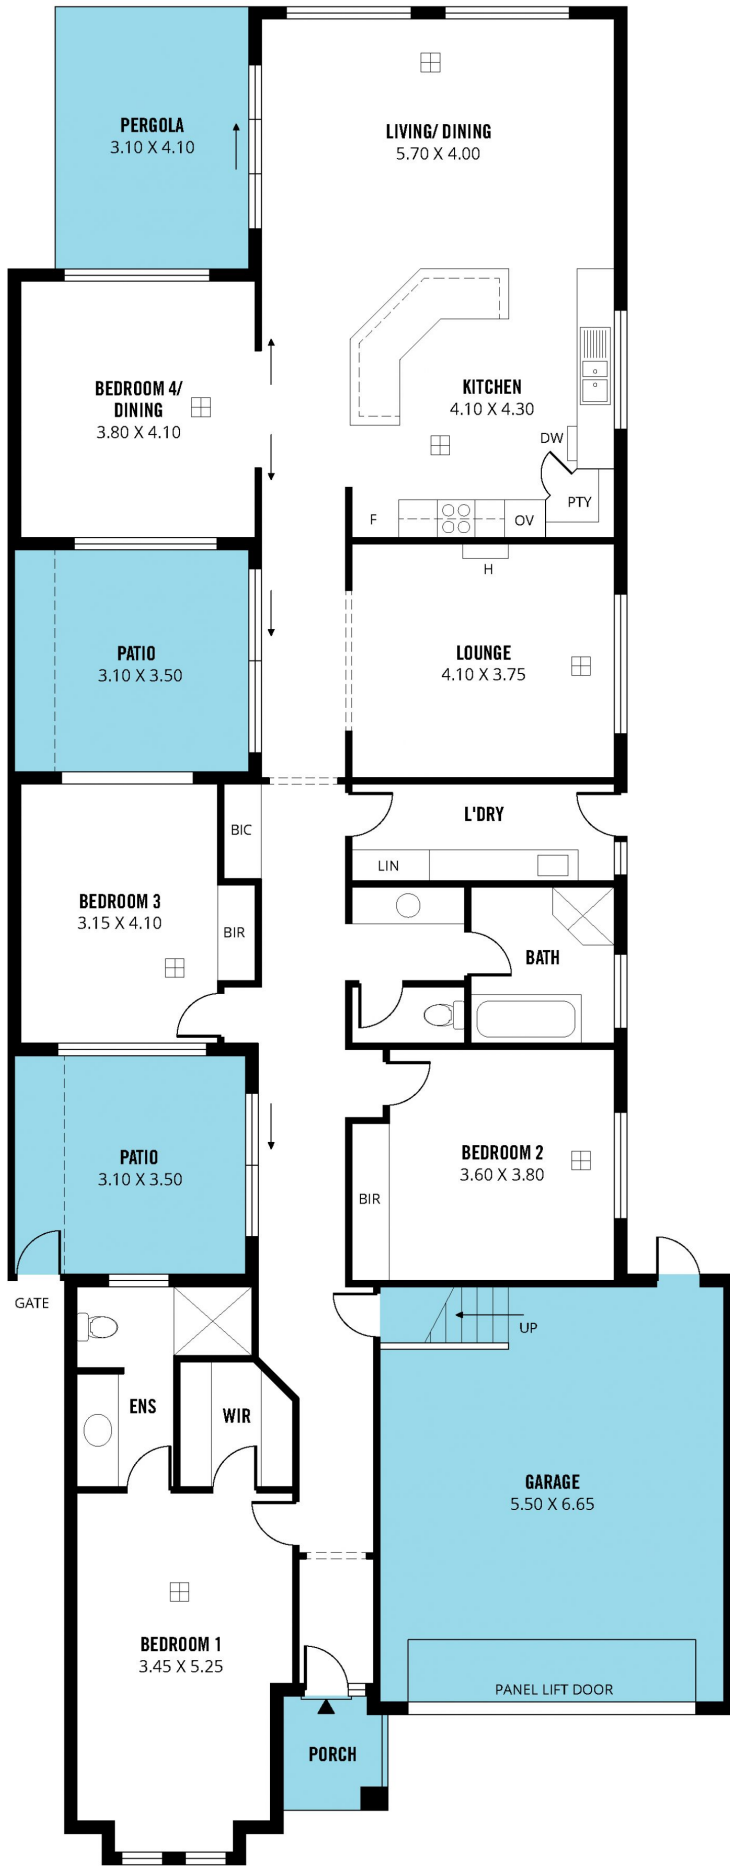 PERGOLA
3.10 X 4.10
LIVING/ DINING
5.70 X 4.00
BEDROOM 4/
DINING
3.80 X 4.10
KITCHEN
4.10 X 4.30
DW
PTY
F
OV
H
PATIO
3.10 X 3.50
LOUNGE
4.10 X 3.75
BIC
L'DRY
LIN
BEDROOM 3
3.15 X 4.10
BIR
BATH
PATIO
3.10 X 3.50
BEDROOM 2
3.60 X 3.80
BIR
GATE
UP
ENS
WIR
GARAGE
5.50 X 6.65
BEDROOM 1
3.45 X 5.25
PANEL LIFT DOOR
PORCH